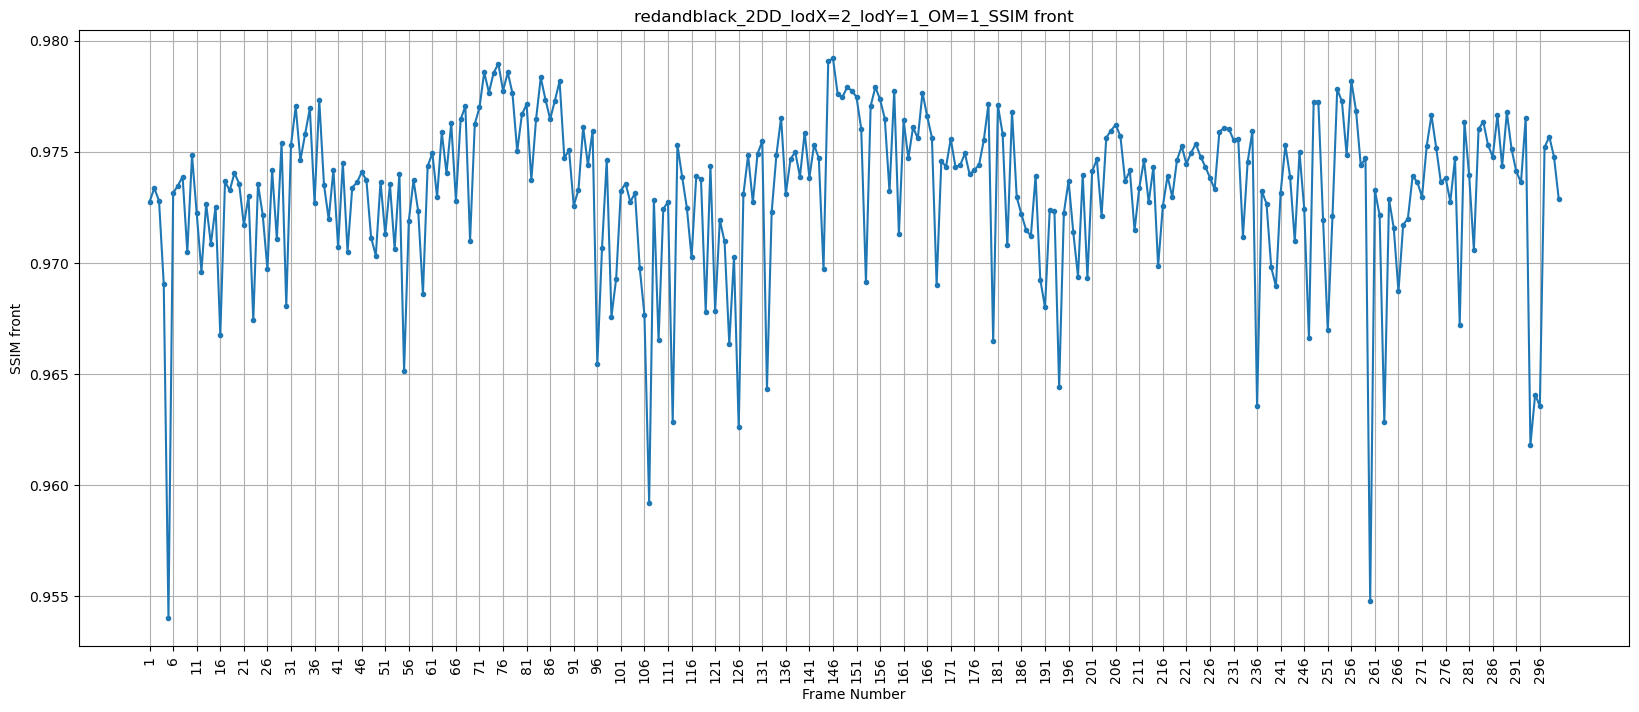 redandblack_2DD_lodX=2_lodY=1_OM=1_SSIM front
0.980
0.975
0.970
0.965
0.960
0.955
SSIM front
1 6 11 16 21 26 31 36 41 46 51 56 61 66 71 76 81 86 91 96 101 106 111 116 121 126 131 136 141 146 151 156 161 166 171 176 181 186 191 196 201 206 211 216 221 226 231 236 241 246 251 256 261 266 271 276 281 286 291 296
Frame Number